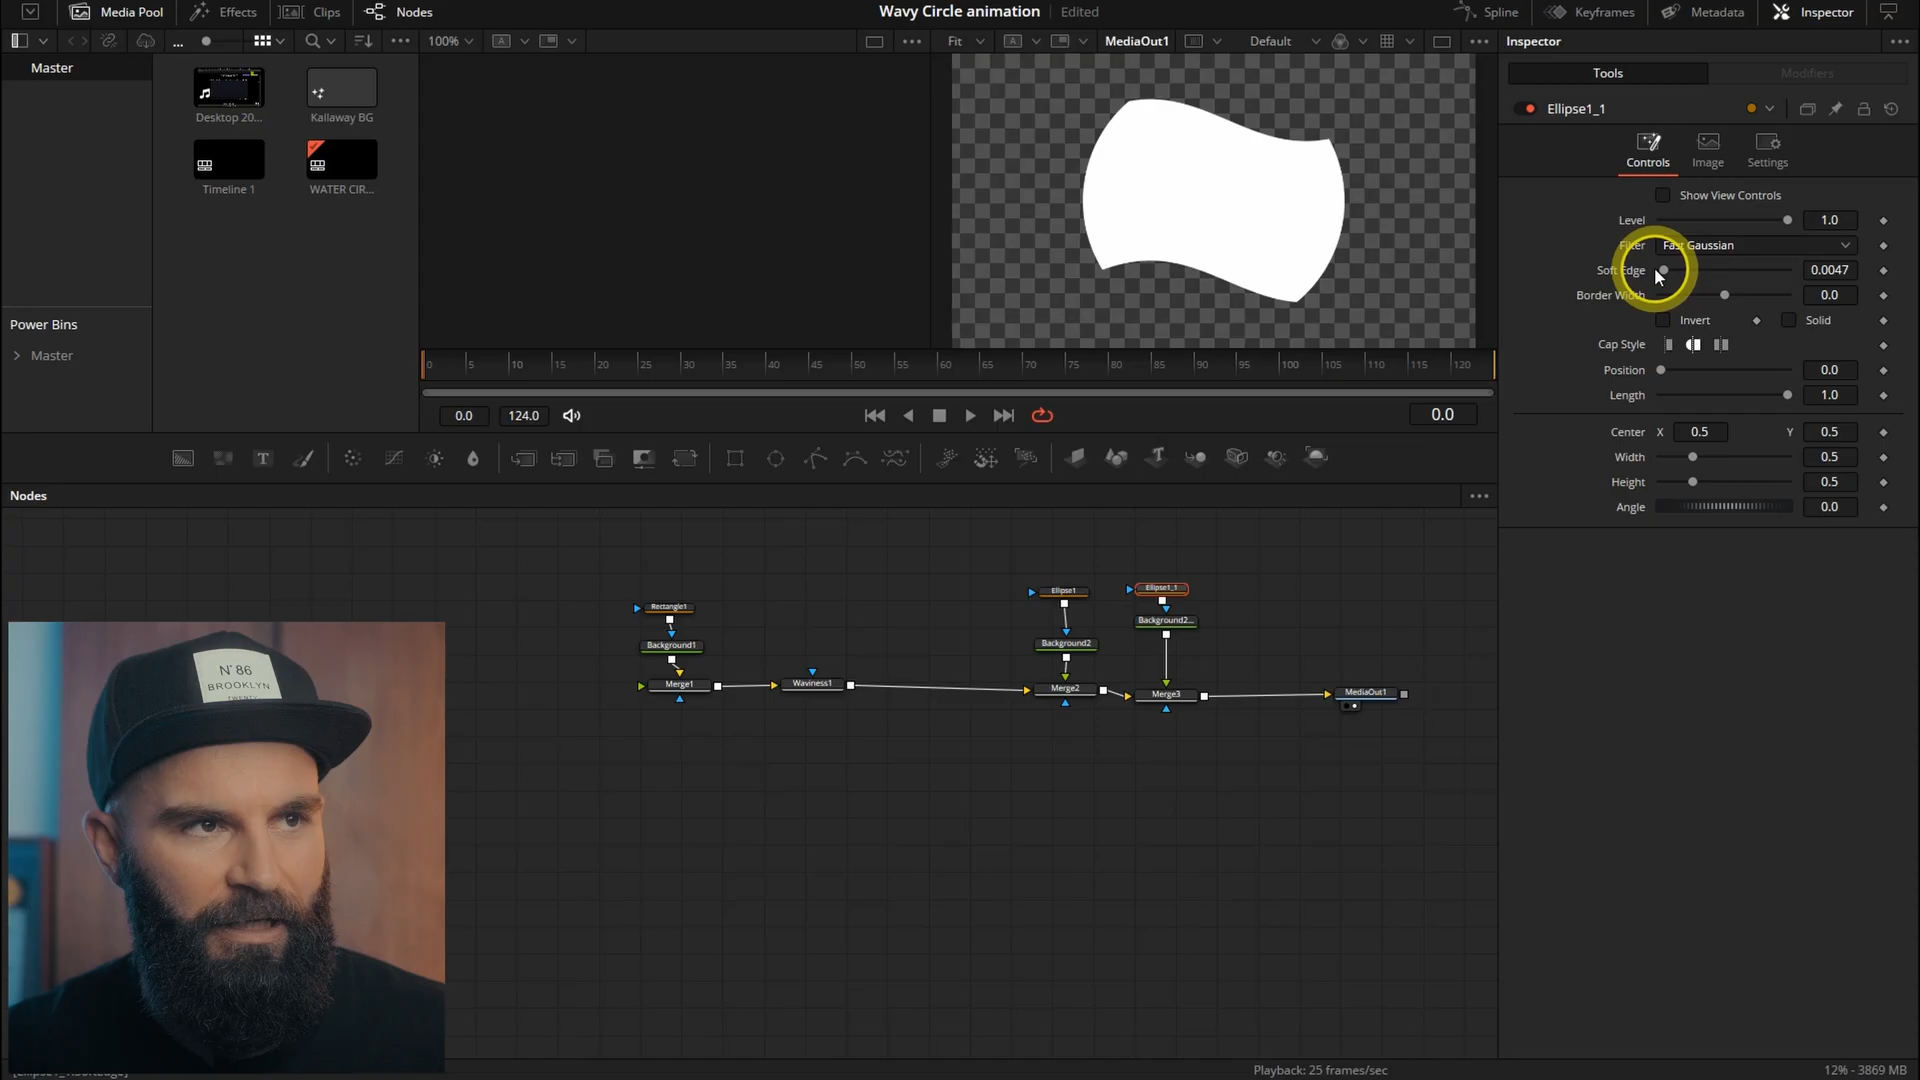 Media Pool Effects Clips Nodes Wavy Circle animation Edited Spline Keyframes Metadata Inspector
... 100% Fit MediaOut1 Default Inspector
Master
Desktop 20...
Kallaway BG
Timeline 1
WATER CIR...
Power Bins
Master
Tools Modifiers
Ellipse1_1
Controls Image Settings
Show View Controls
Level 1.0
Filter Fast Gaussian
Soft Edge 0.0047
Border Width 0.0
Invert Solid
Cap Style
Position 0.0
Length 1.0
Center X 0.5 Y 0.5
Width 0.5
Height 0.5
Angle 0.0
0 5 10 15 20 25 30 35 40 45 50 55 60 65 70 75 80 85 90 95 100 105 110 115 120
0.0 124.0 0.0
Nodes
Rectangle1
Background1
Merge1
Waviness1
Ellipse1
Background2
Merge2
Ellipse1_1
Background2...
Merge3
MediaOut1
N°86
BROOKLYN
TWENTY
Playback: 25 frames/sec
12% - 3869 MB